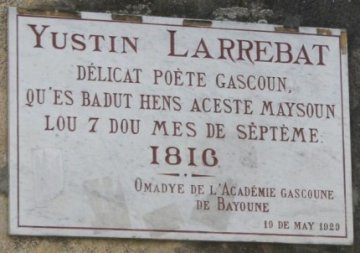 YUSTIN LARREBAT
DÉLICAT POÈTE GASCOUN,
QU'ES BADUT HENS ACESTE MAYSOUN
LOU 7 DOU MES DE SÈPTÈME.
1816
OMADYE DE L'ACADÉMIE GASCOUNE
DE BAYOUNE
19 DE MAY 1929